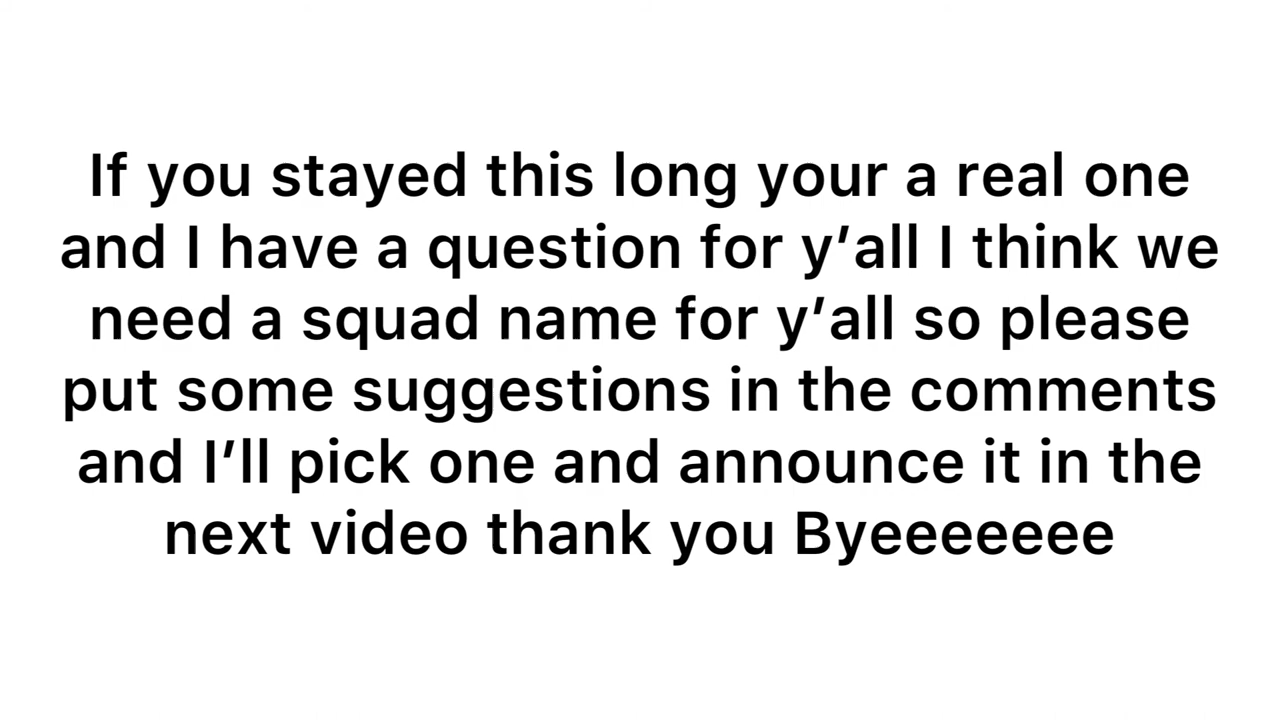 If you stayed this long your a real one
and I have a question for y’all I think we
need a squad name for y’all so please
put some suggestions in the comments
and I’ll pick one and announce it in the
next video thank you Byeeeeeee